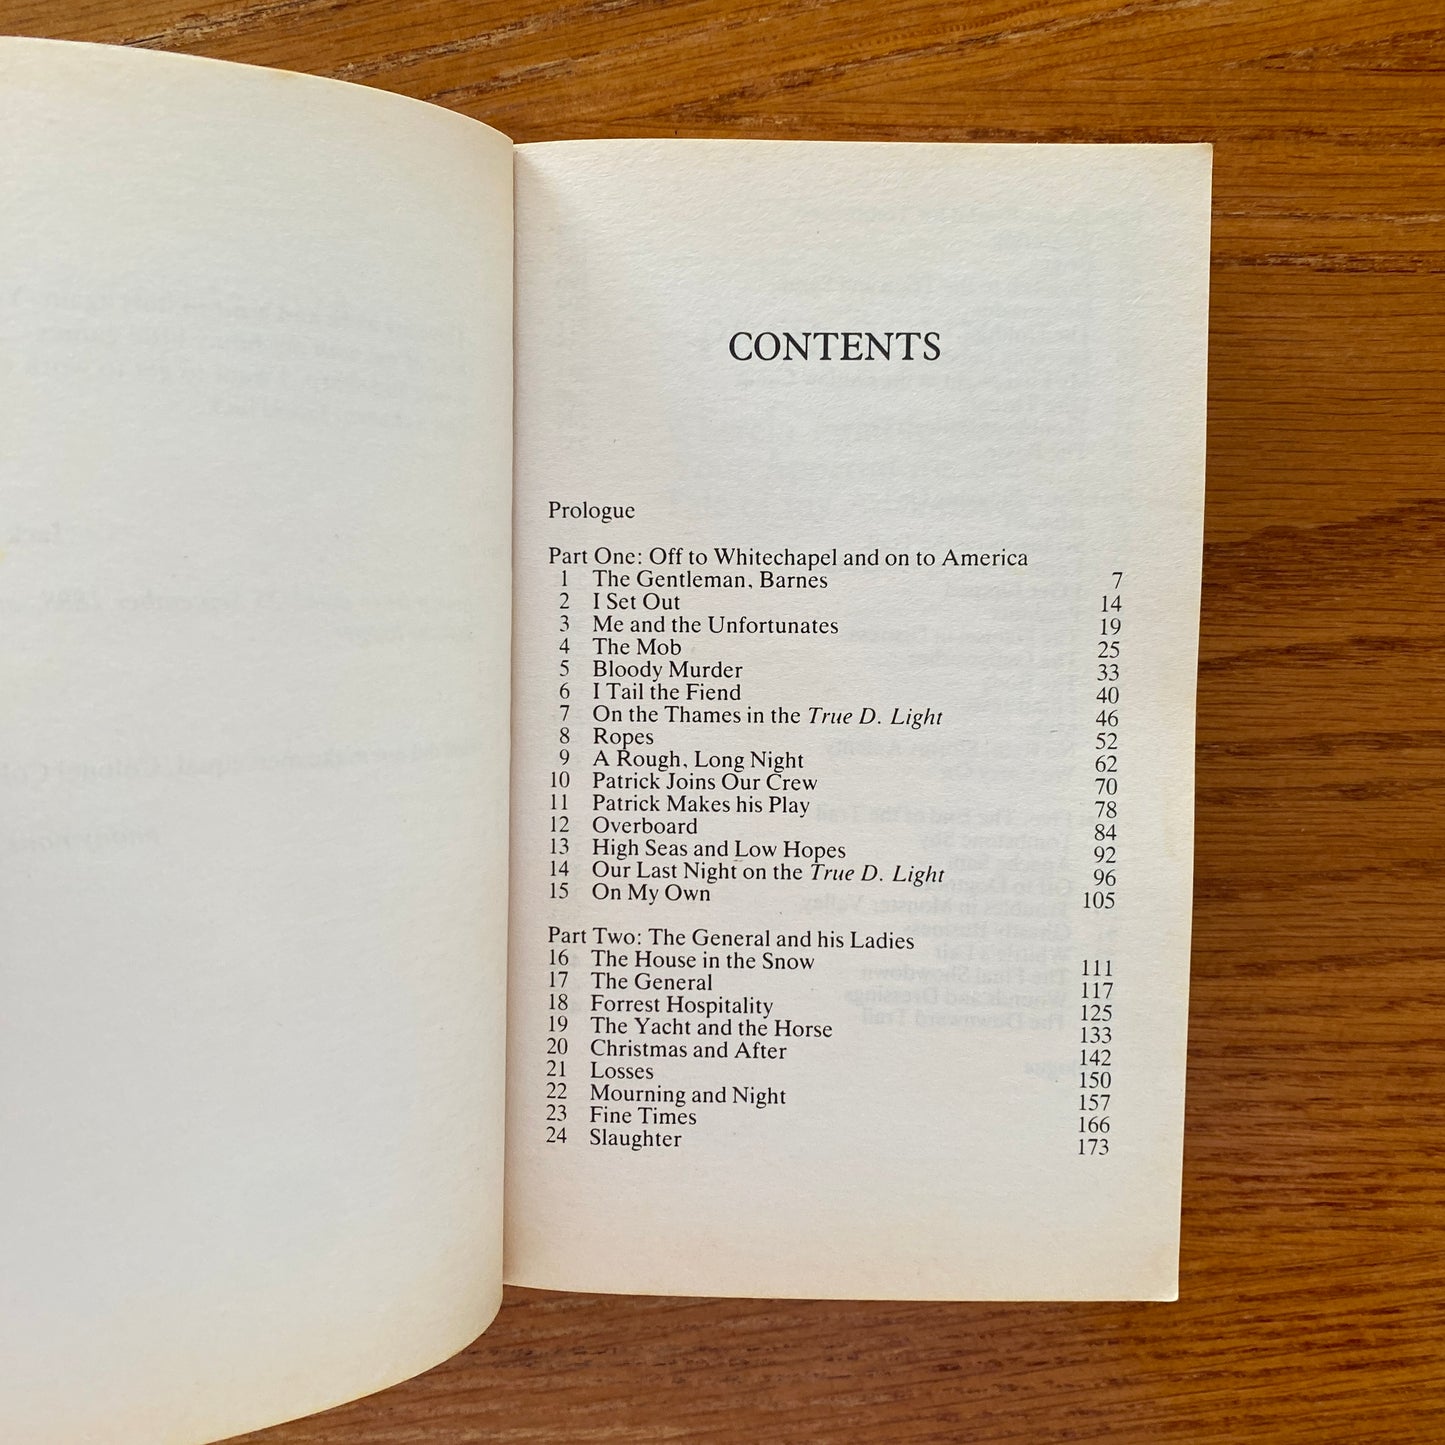 CONTENTS
Prologue
Part One: Off to Whitechapel and on to America
1 The Gentleman, Barnes 7
2 I Set Out 14
3 Me and the Unfortunates 19
4 The Mob 25
5 Bloody Murder 33
6 I Tail the Fiend 40
7 On the Thames in the True D. Light 46
8 Ropes 52
9 A Rough, Long Night 62
10 Patrick Joins Our Crew 70
11 Patrick Makes his Play 78
12 Overboard 84
13 High Seas and Low Hopes 92
14 Our Last Night on the True D. Light 96
15 On My Own 105
Part Two: The General and his Ladies
16 The House in the Snow 111
17 The General 117
18 Forrest Hospitality 125
19 The Yacht and the Horse 133
20 Christmas and After 142
21 Losses 150
22 Mourning and Night 157
23 Fine Times 166
24 Slaughter 173